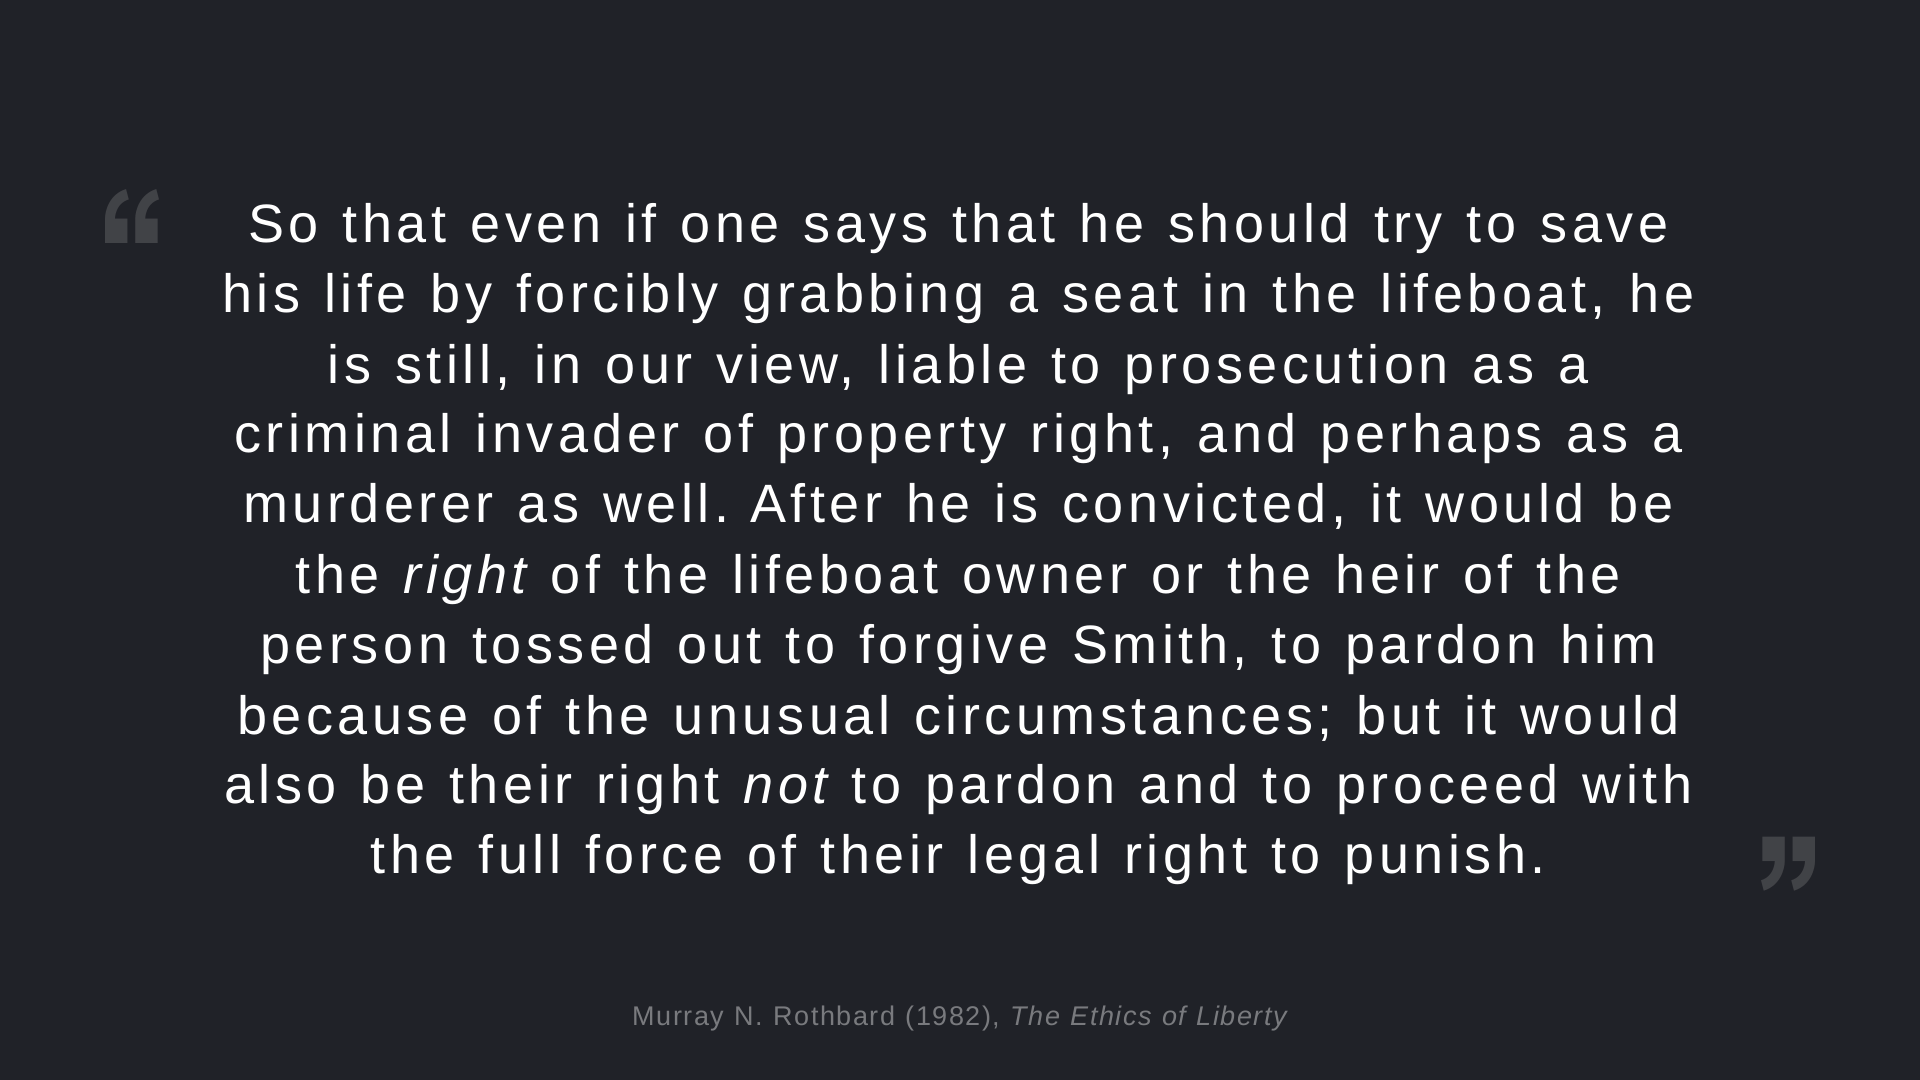 “
So that even if one says that he should try to save
his life by forcibly grabbing a seat in the lifeboat, he
is still, in our view, liable to prosecution as a
criminal invader of property right, and perhaps as a
murderer as well. After he is convicted, it would be
the right of the lifeboat owner or the heir of the
person tossed out to forgive Smith, to pardon him
because of the unusual circumstances; but it would
also be their right not to pardon and to proceed with
the full force of their legal right to punish.
”
Murray N. Rothbard (1982), The Ethics of Liberty